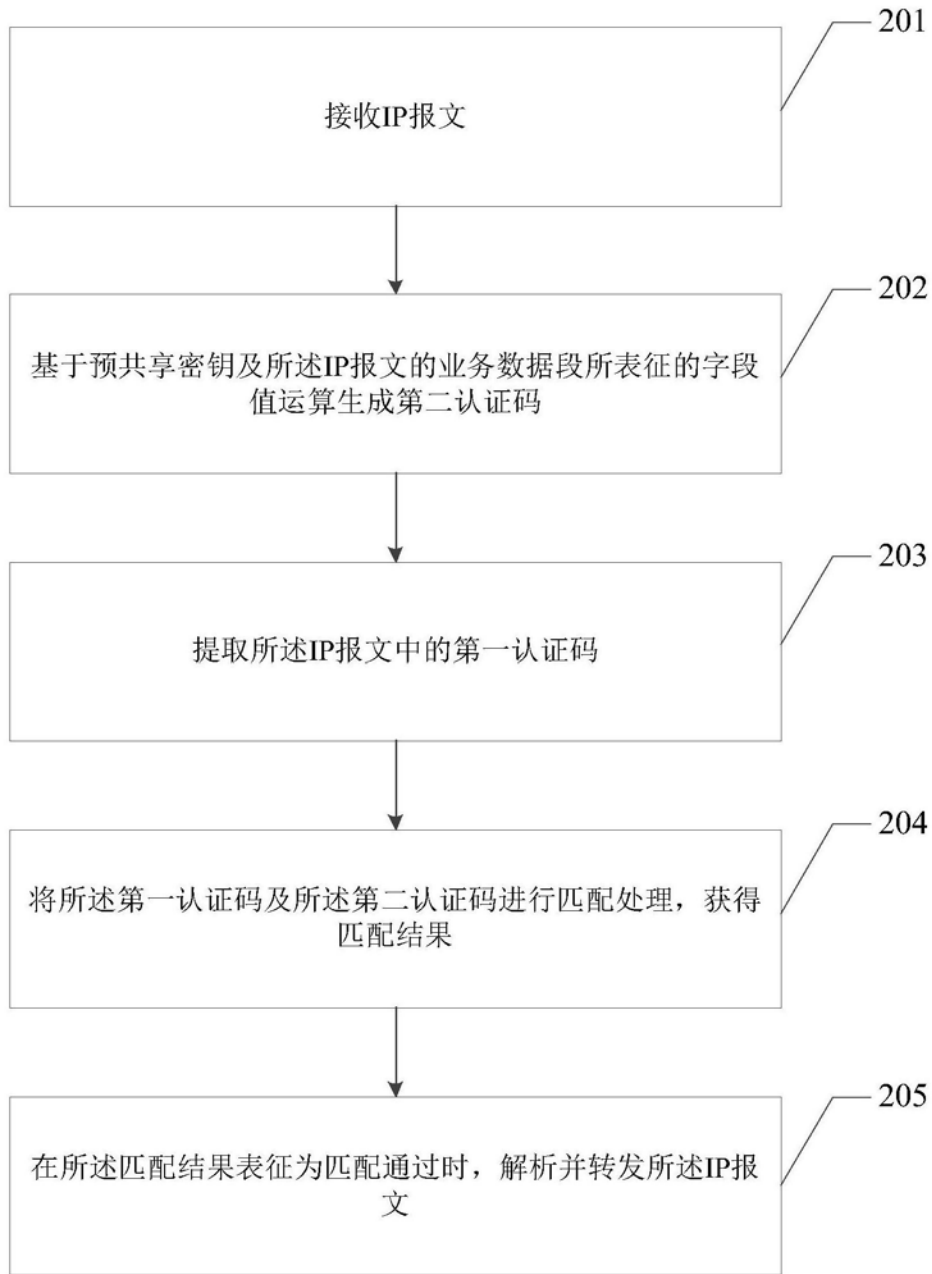 201
接收IP报文
202
基于预共享密钥及所述IP报文的业务数据段所表征的字段
值运算生成第二认证码
203
提取所述IP报文中的第一认证码
204
将所述第一认证码及所述第二认证码进行匹配处理，获得
匹配结果
205
在所述匹配结果表征为匹配通过时，解析并转发所述IP报
文